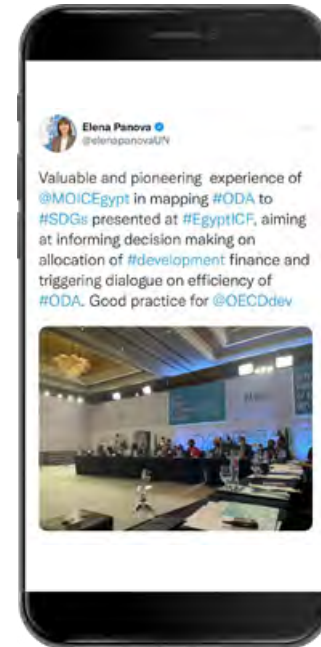 Elena Panova
@elenapanovaUN
Valuable and pioneering experience of
@MOICEgypt in mapping #ODA to
#SDGs presented at #EgyptICF, aiming
at informing decision making on
allocation of #development finance and
triggering dialogue on efficiency of
#ODA. Good practice for @OECDdev